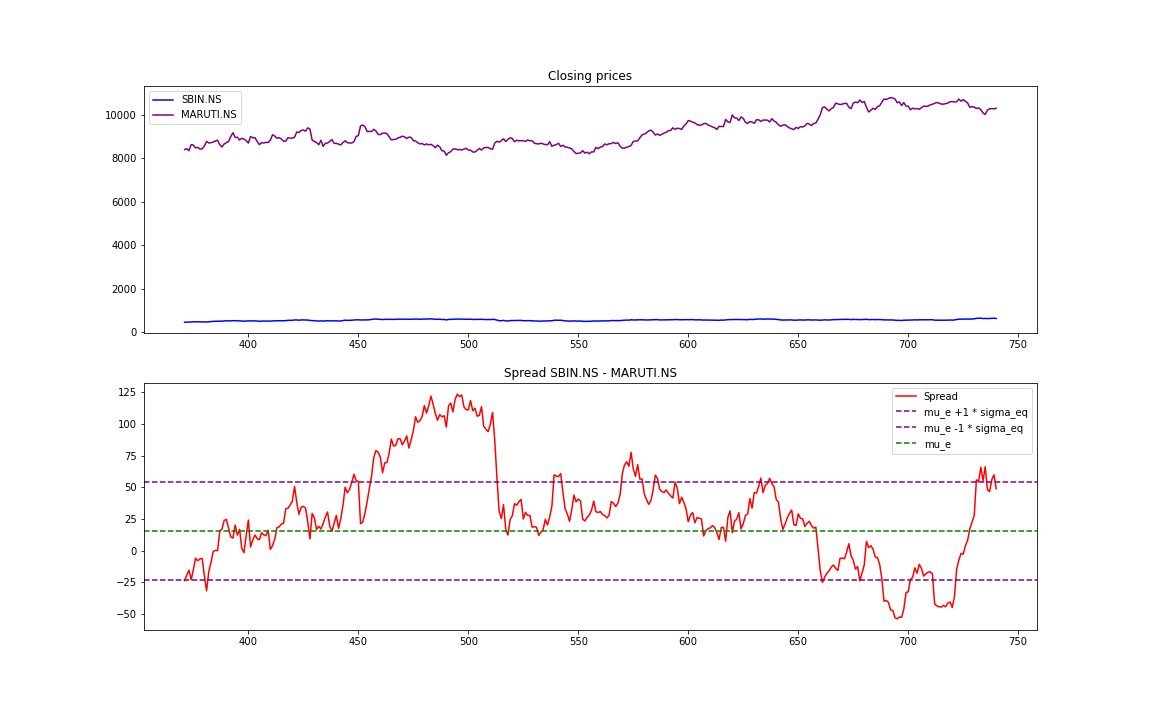 Closing prices
SBIN.NS
MARUTI.NS
10000
8000
6000
4000
2000
0
400 450 500 550 600 650 700 750
Spread SBIN.NS - MARUTI.NS
Spread
mu_e +1 * sigma_eq
mu_e -1 * sigma_eq
mu_e
125
100
75
50
25
0
−25
−50
400 450 500 550 600 650 700 750